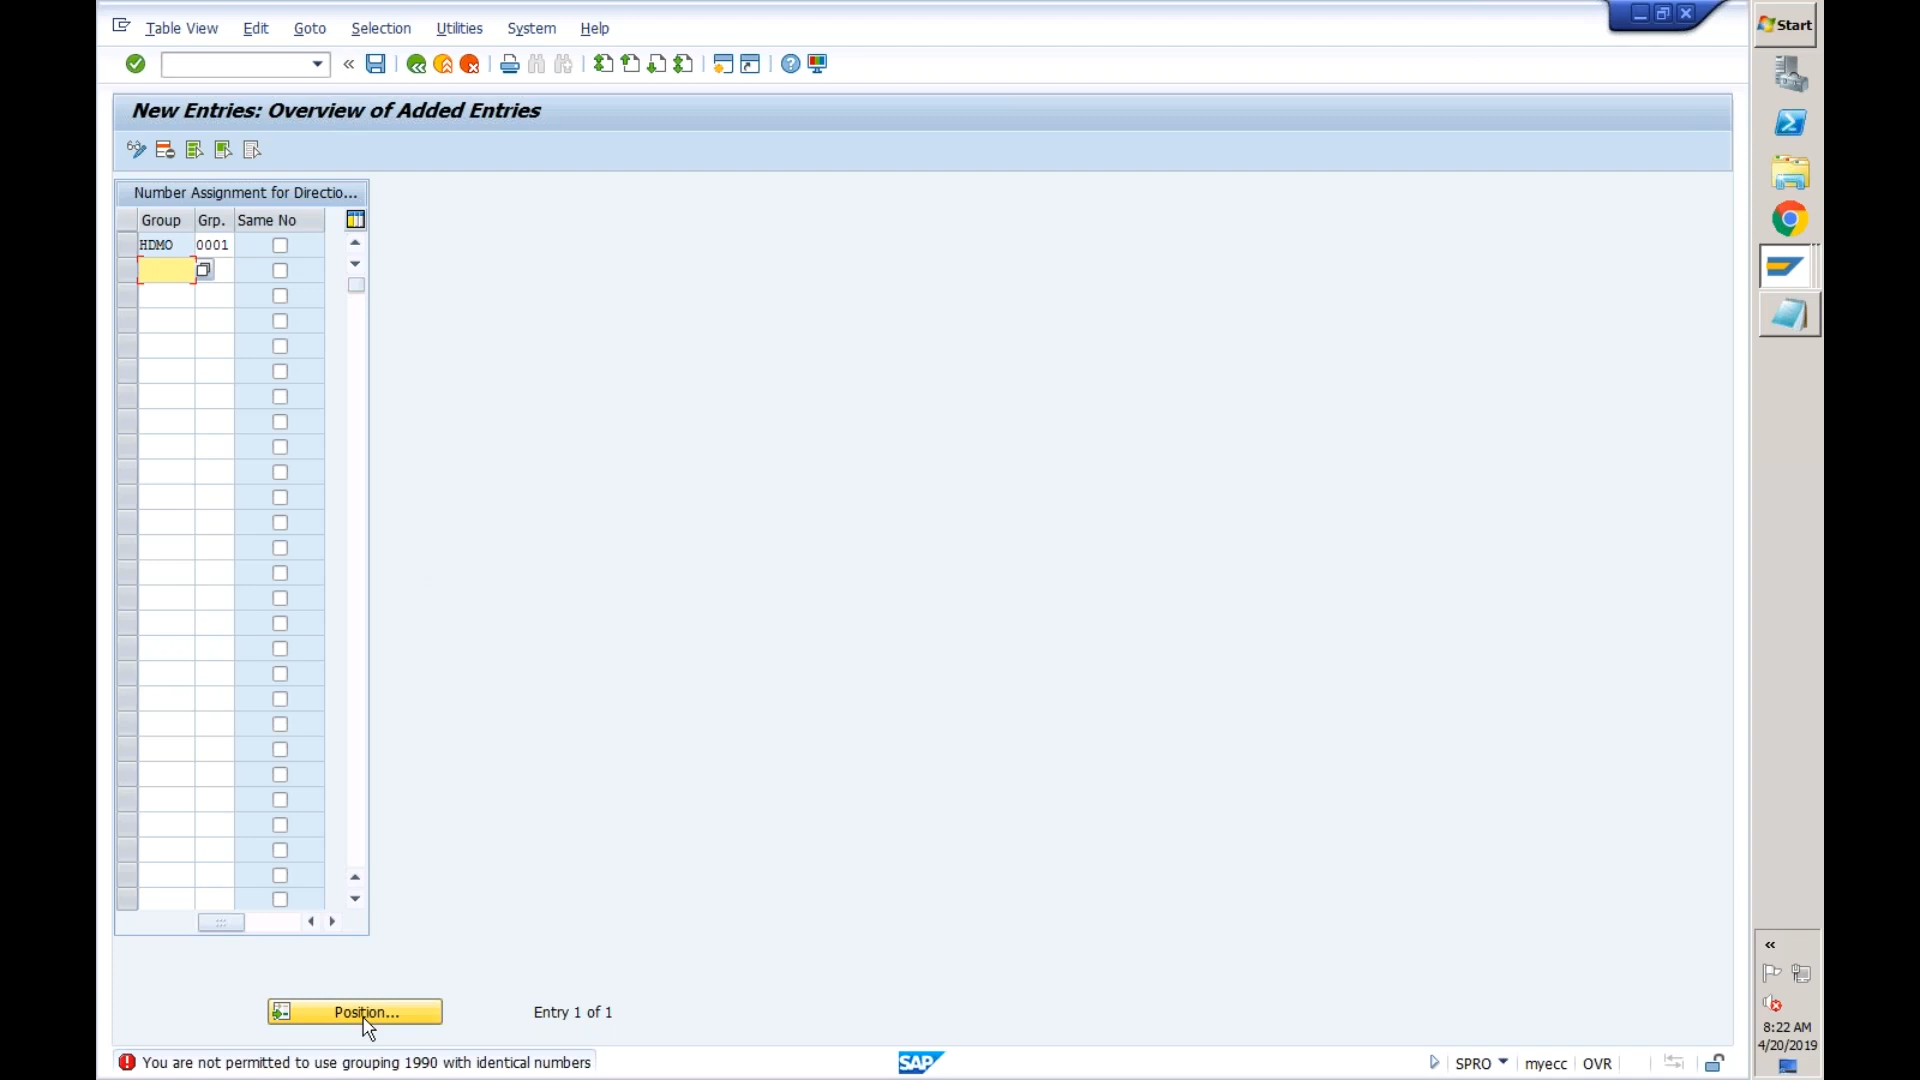 Table View Edit Goto Selection Utilities System Help
Start
New Entries: Overview of Added Entries
Number Assignment for Directio...
Group Grp. Same No
HDMO 0001
Position... Entry 1 of 1
You are not permitted to use grouping 1990 with identical numbers
SAP
SPRO myecc OVR
8:22 AM
4/20/2019